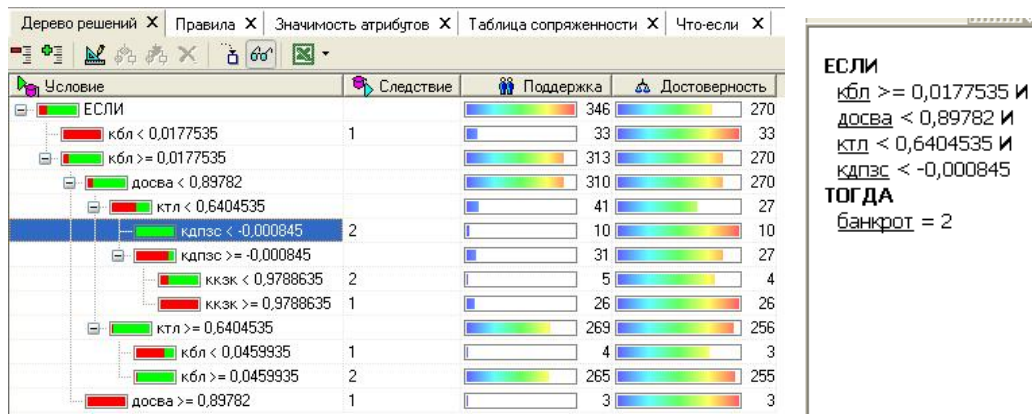 Дерево решений X Правила X Значимость атрибутов X Таблица сопряженности X Что-если X
Условие Следствие Поддержка Достоверность
ЕСЛИ 346 270
кбл < 0,0177535 1 33 33
кбл >= 0,0177535 313 270
досва < 0,89782 310 270
ктл < 0,6404535 41 27
кдпзс < -0,000845 2 10 10
кдпзс >= -0,000845 31 27
ккзк < 0,9788635 2 5 4
ккзк >= 0,9788635 1 26 26
ктл >= 0,6404535 269 256
кбл < 0,0459935 1 4 3
кбл >= 0,0459935 2 265 255
досва >= 0,89782 1 3 3
ЕСЛИ
кбл >= 0,0177535 И
досва < 0,89782 И
ктл < 0,6404535 И
кдпзс < -0,000845
ТОГДА
банкрот = 2